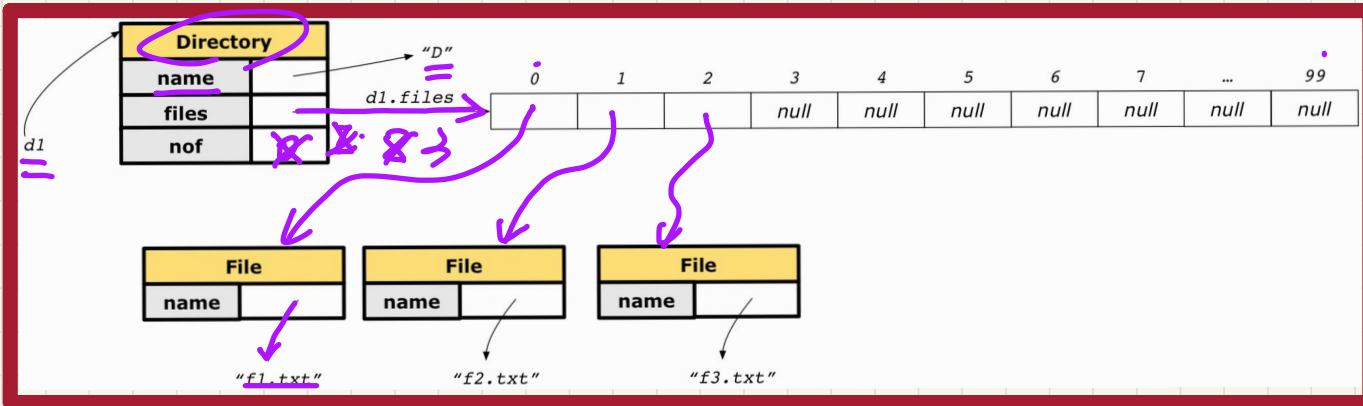 Directory
name
files
nof
d1
"D"
d1.files
0 1 2 3 4 5 6 7 … 99
null null null null null null null
3
File
name
"f1.txt"
File
name
"f2.txt"
File
name
"f3.txt"